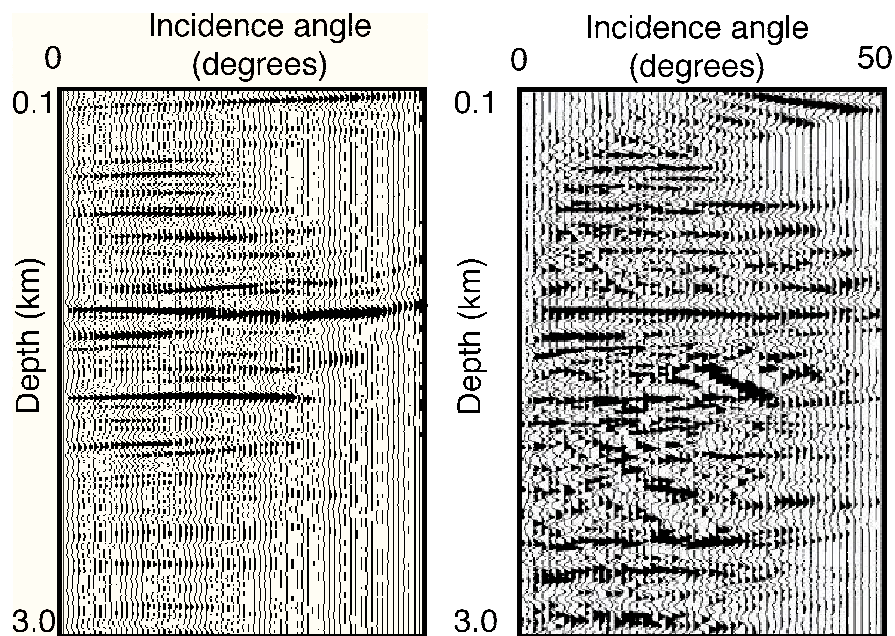 Incidence angle
(degrees)
0
0.1
Depth (km)
3.0
Incidence angle
(degrees)
0
50
0.1
Depth (km)
3.0